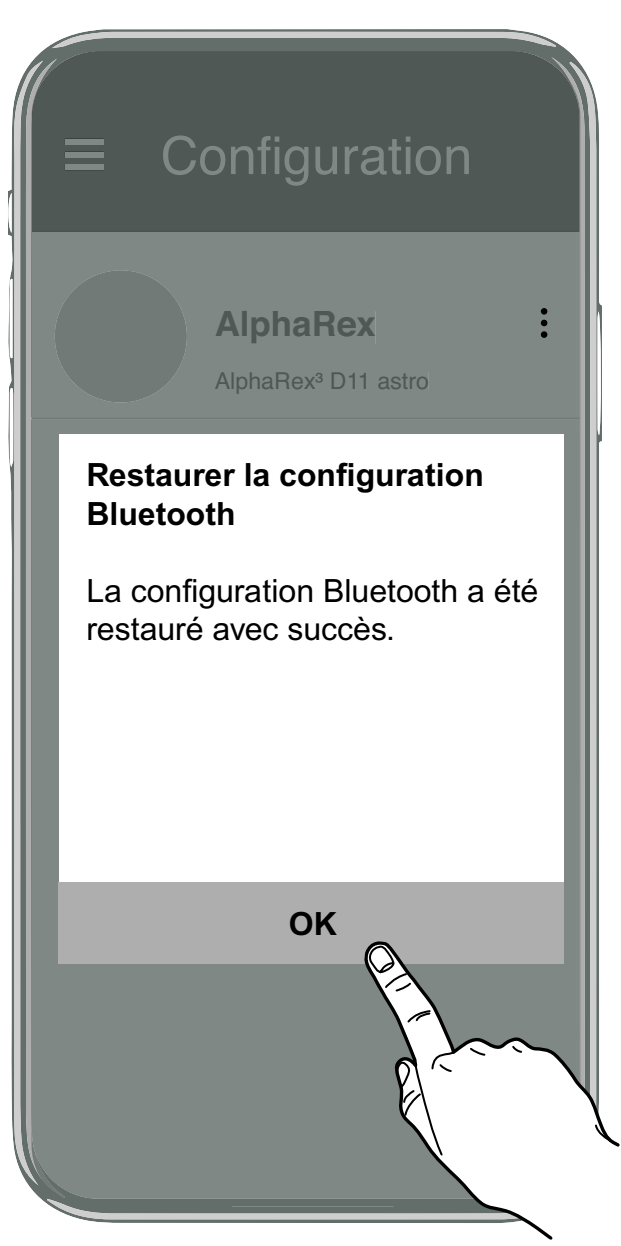 Configuration
AlphaRex
AlphaRex³ D11 astro
Restaurer la configuration
Bluetooth
La configuration Bluetooth a été
restauré avec succès.
OK